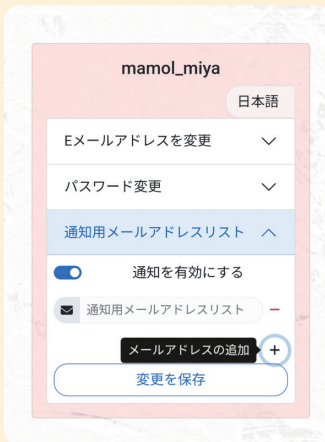 mamol_miya
日本語
Eメールアドレスを変更
パスワード変更
通知用メールアドレスリスト
通知を有効にする
通知用メールアドレスリスト
メールアドレスの追加
変更を保存